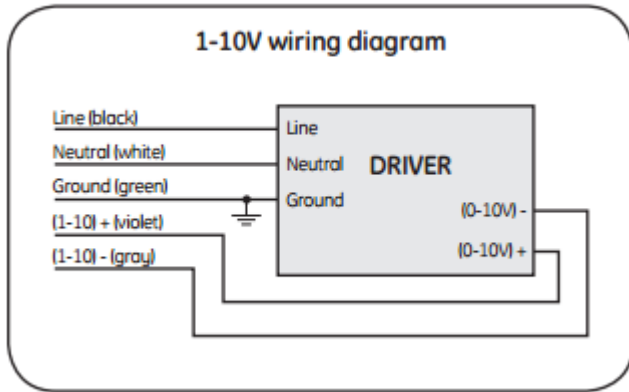 1-10V wiring diagram
Line (black)
Neutral (white)
Ground (green)
(1-10) + (violet)
(1-10) - (gray)
Line
Neutral
Ground
DRIVER
(0-10V) -
(0-10V) +